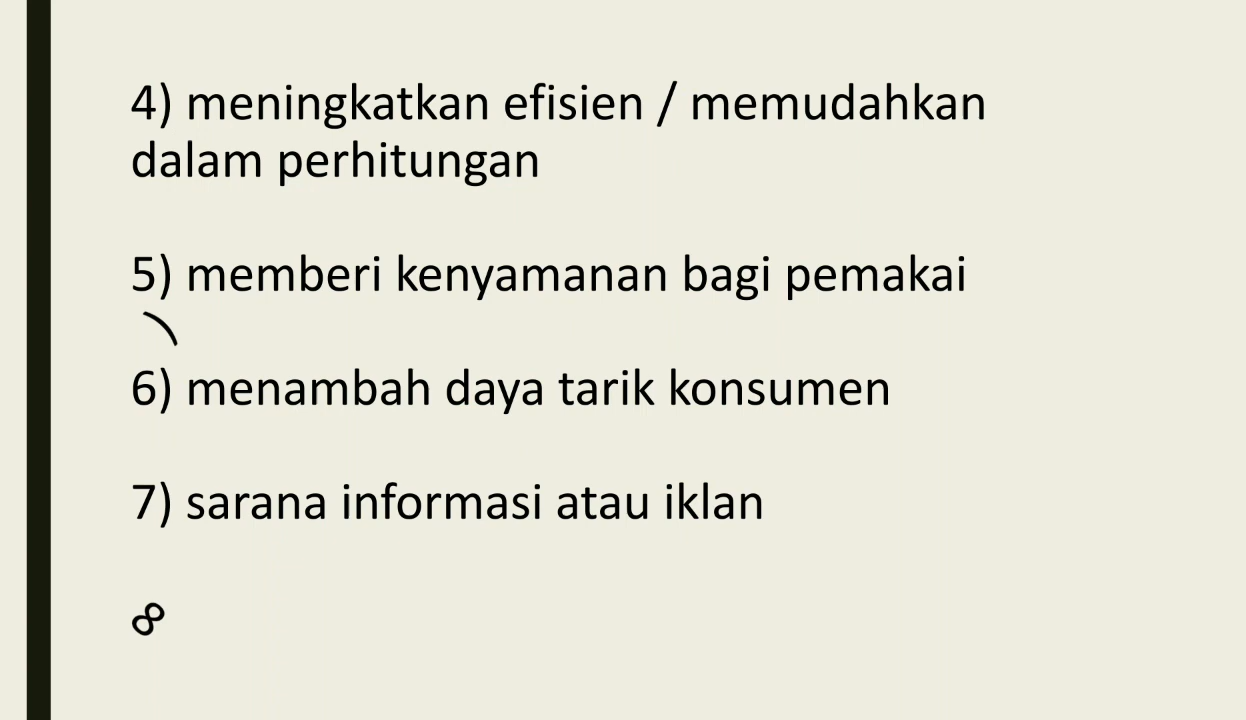 4) meningkatkan efisien / memudahkan
dalam perhitungan
5) memberi kenyamanan bagi pemakai
)
6) menambah daya tarik konsumen
7) sarana informasi atau iklan
8